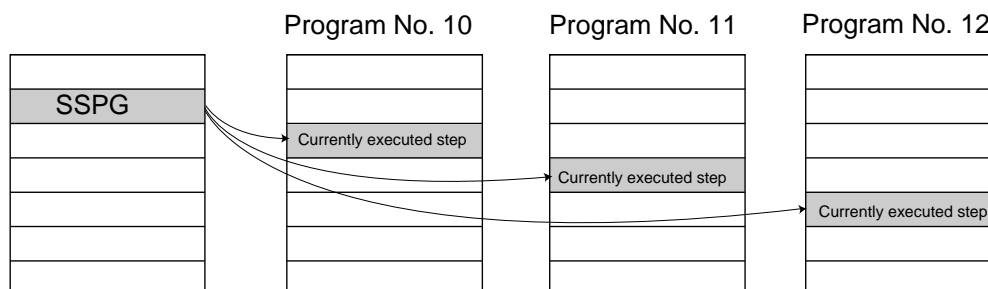 Program No. 10 Program No. 11 Program No. 12
SSPG
Currently executed step
Currently executed step
Currently executed step